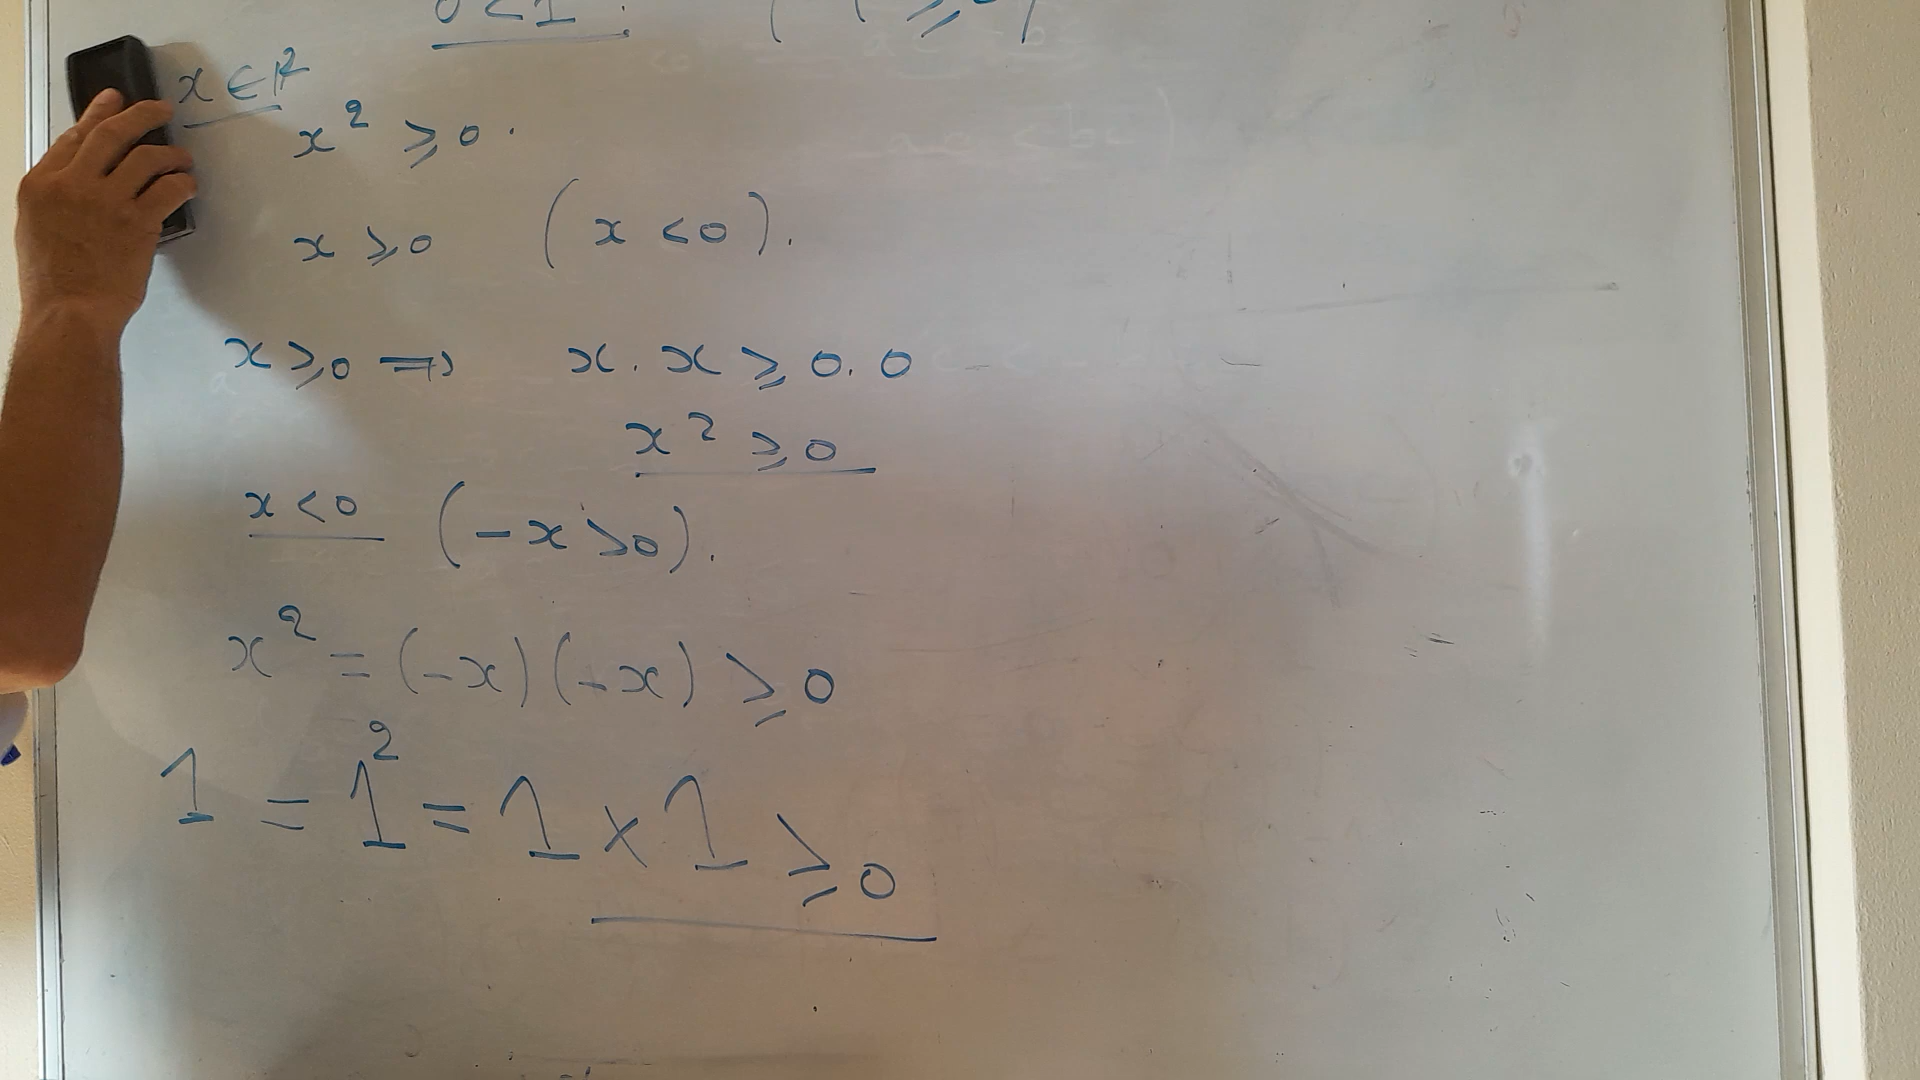 0 < 1 .
x ∈ ℝ
x² ⩾ 0 .
x ⩾ 0 ( x < 0 ) .
x ⩾ 0 ⇒ x . x ⩾ 0 . 0
x² ⩾ 0
x < 0 ( - x > 0 ) .
x² = (-x) (-x) ⩾ 0
1 = 1² = 1 × 1 ⩾ 0